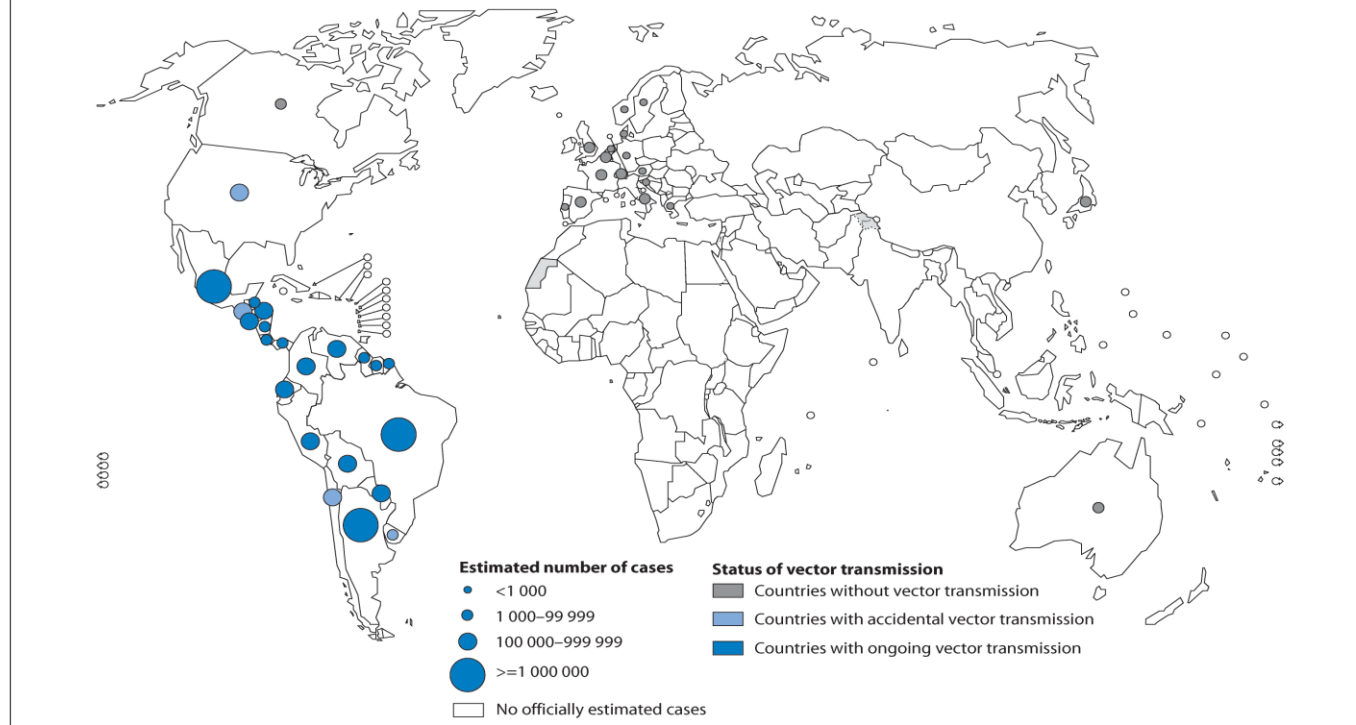 Estimated number of cases
<1 000
1 000–99 999
100 000–999 999
>=1 000 000
No officially estimated cases
Status of vector transmission
Countries without vector transmission
Countries with accidental vector transmission
Countries with ongoing vector transmission